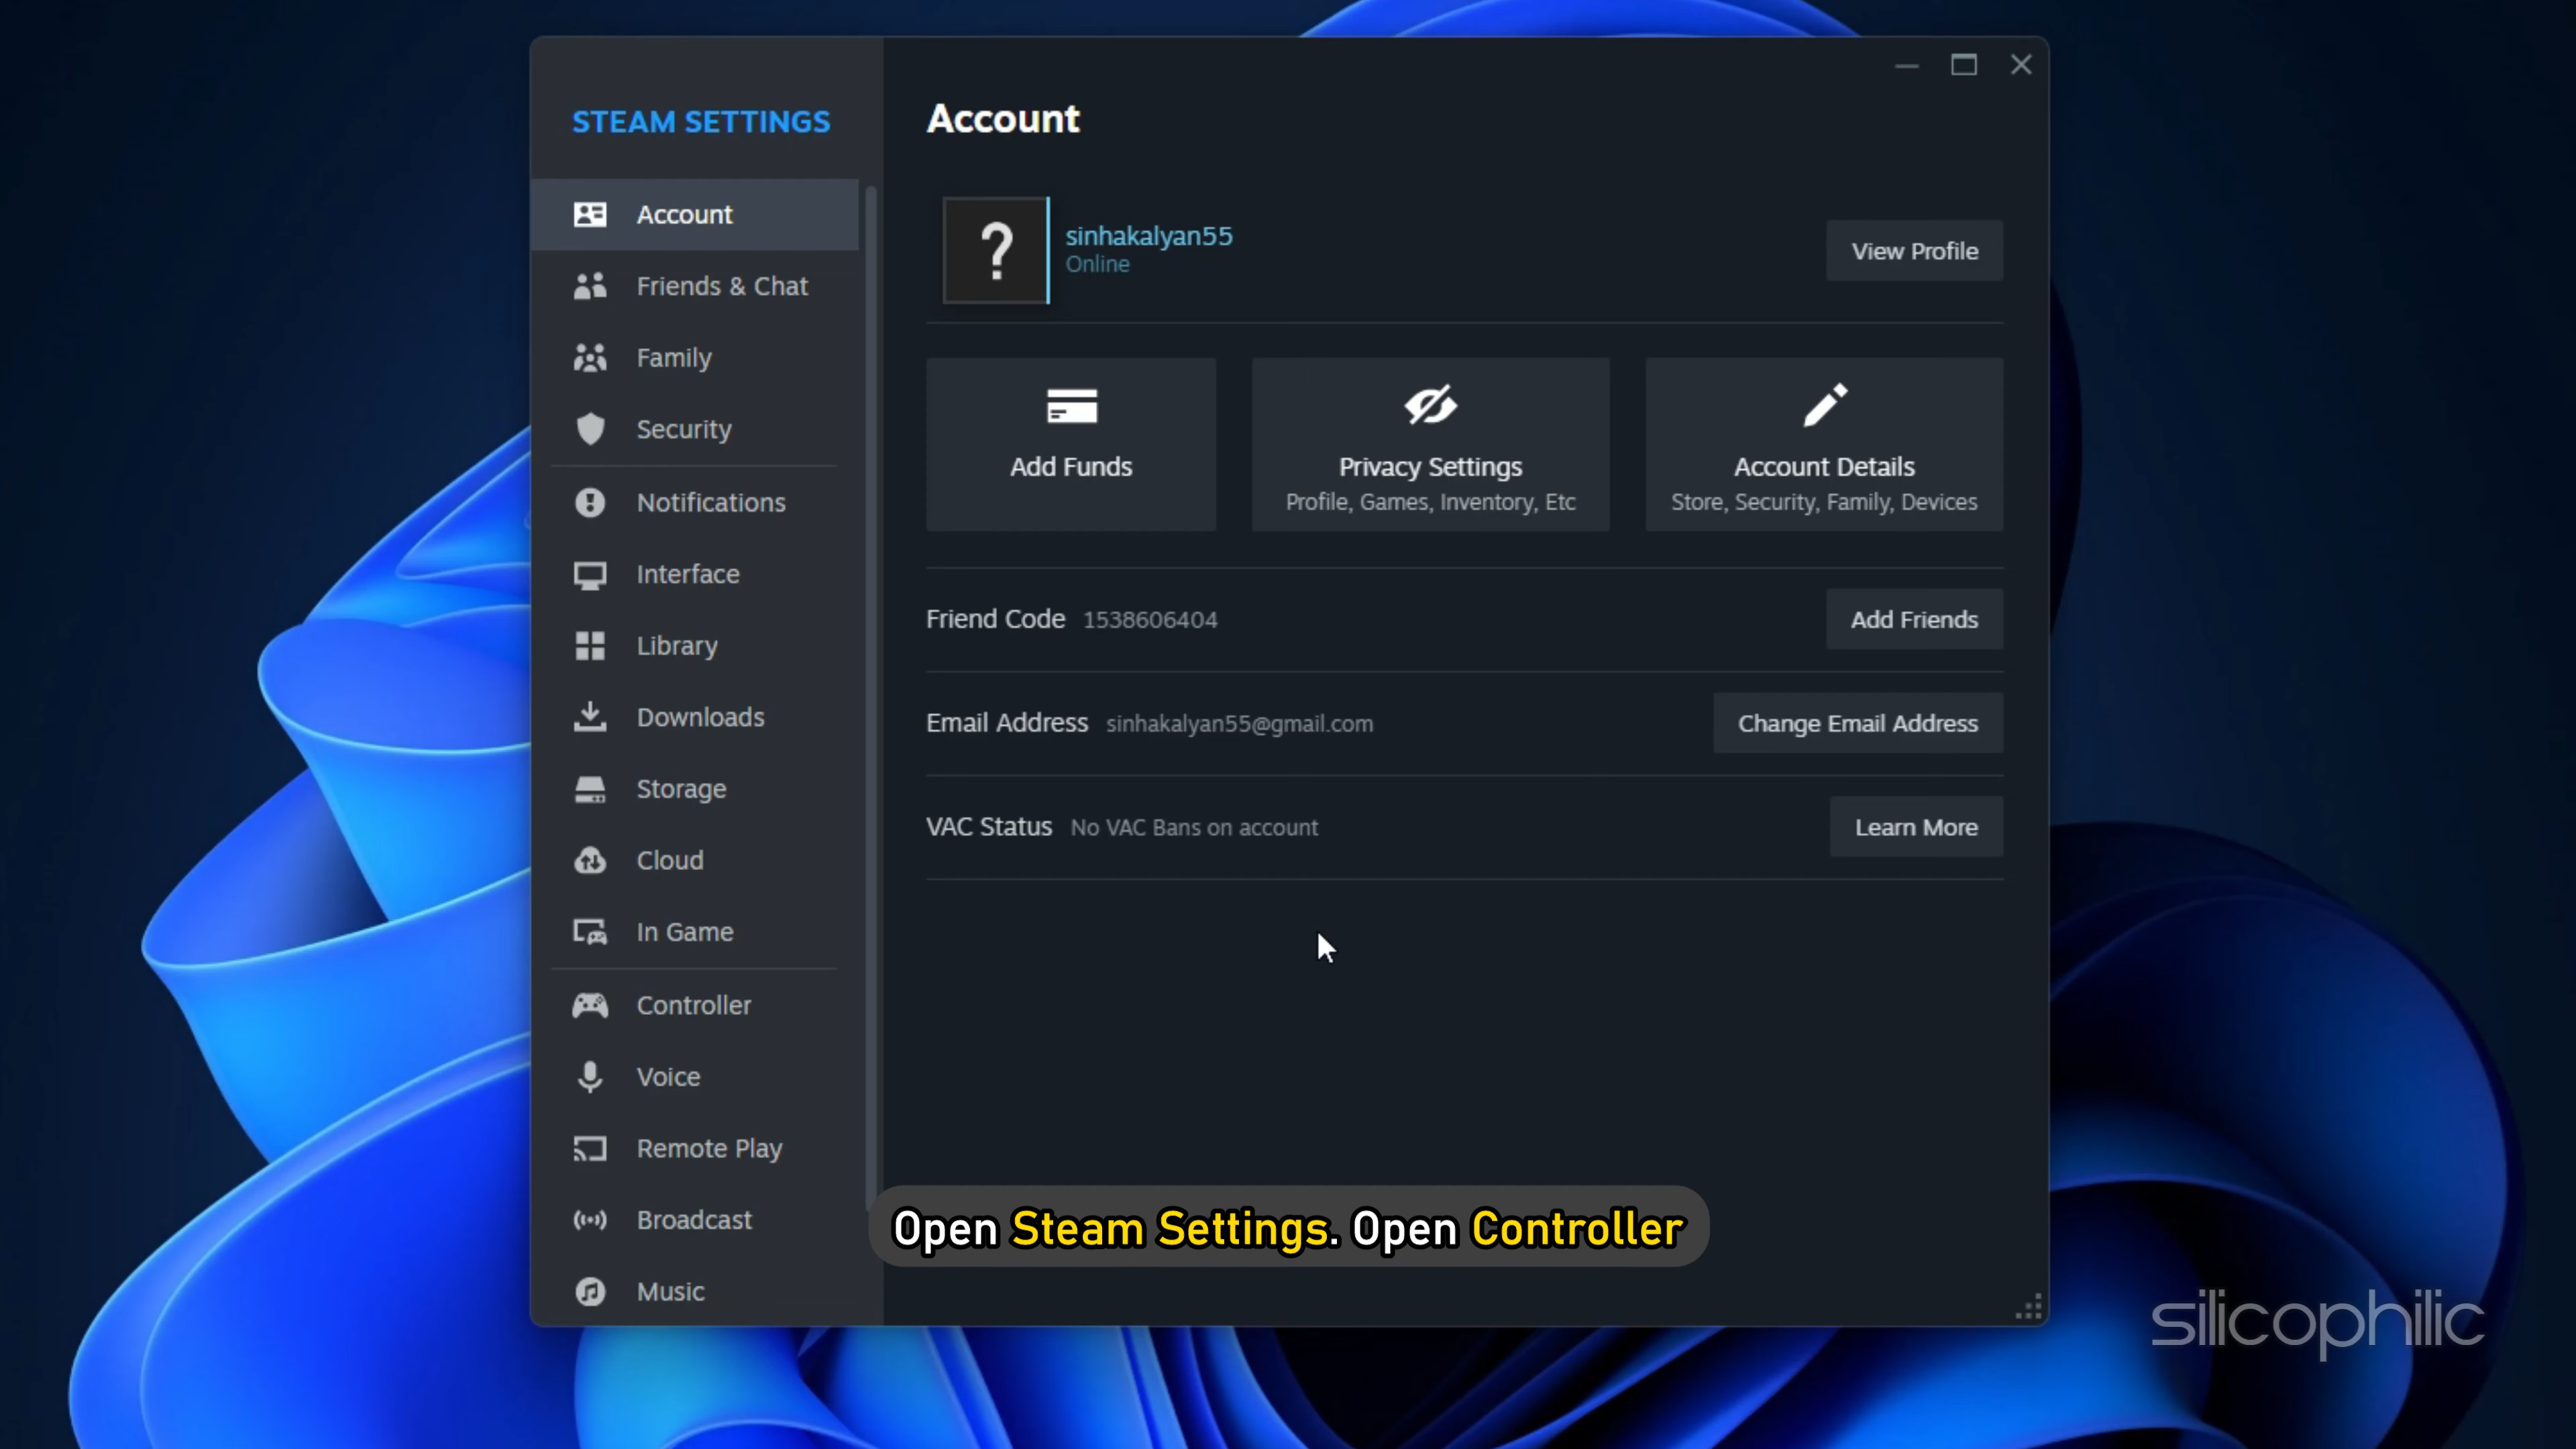 STEAM SETTINGS
Account
Friends & Chat
Family
Security
Notifications
Interface
Library
Downloads
Storage
Cloud
In Game
Controller
Voice
Remote Play
Broadcast
Music
Account
?
sinhakalyan55
Online
View Profile
Add Funds
Privacy Settings
Profile, Games, Inventory, Etc
Account Details
Store, Security, Family, Devices
Friend Code 1538606404
Add Friends
Email Address sinhakalyan55@gmail.com
Change Email Address
VAC Status No VAC Bans on account
Learn More
Open Steam Settings. Open Controller
silicophilic